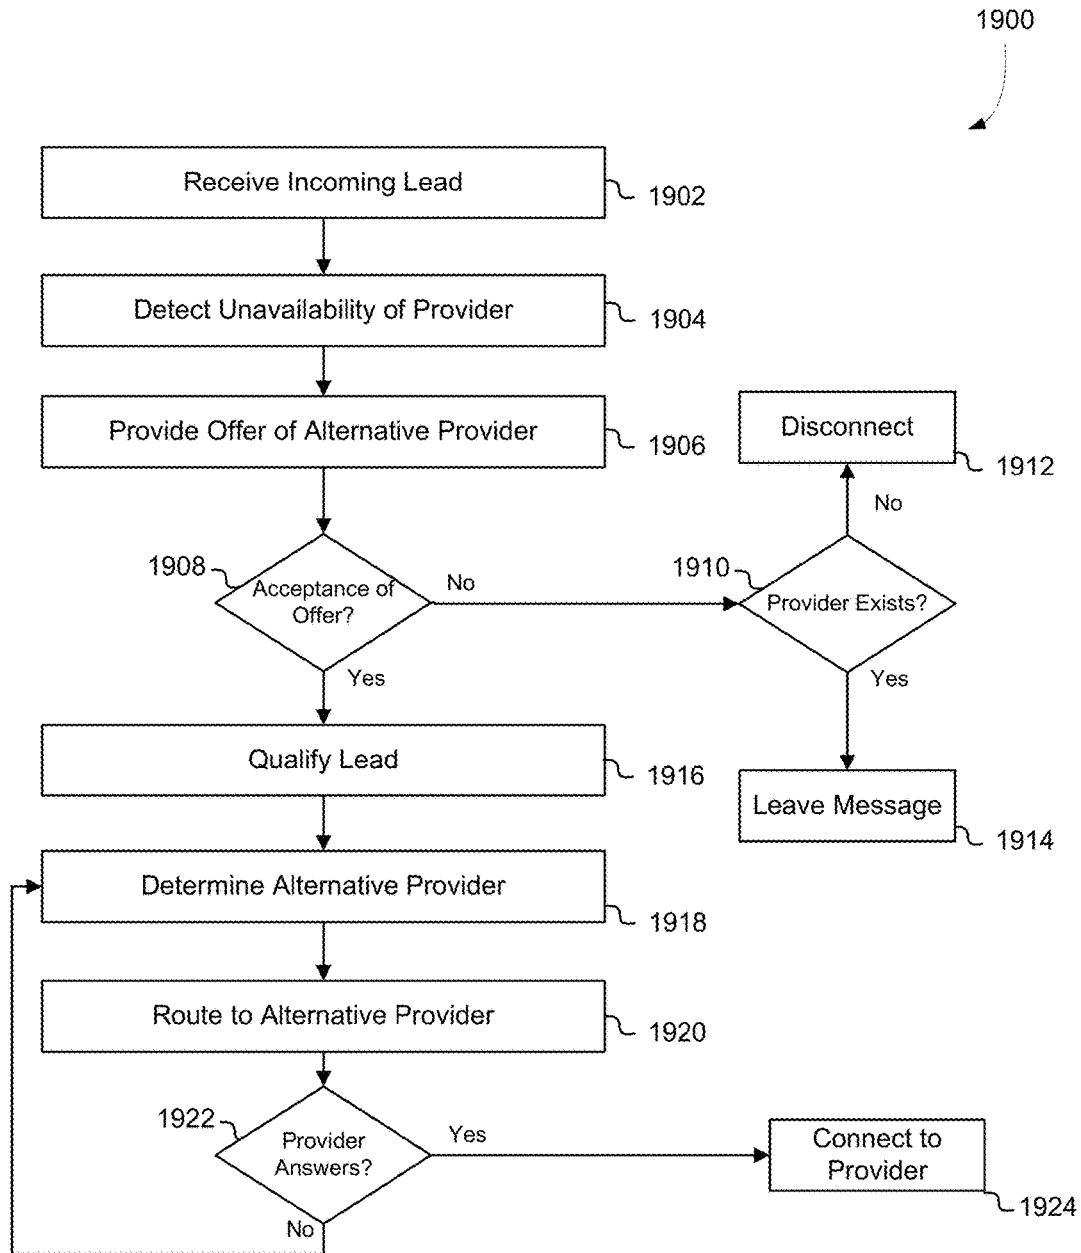 1900
Receive Incoming Lead
1902
Detect Unavailability of Provider
1904
Provide Offer of Alternative Provider
1906
Disconnect
1912
No
1908
Acceptance of
Offer?
No
1910
Provider Exists?
Yes
Yes
Qualify Lead
1916
Leave Message
1914
Determine Alternative Provider
1918
Route to Alternative Provider
1920
1922
Provider
Answers?
Yes
Connect to
Provider
1924
No